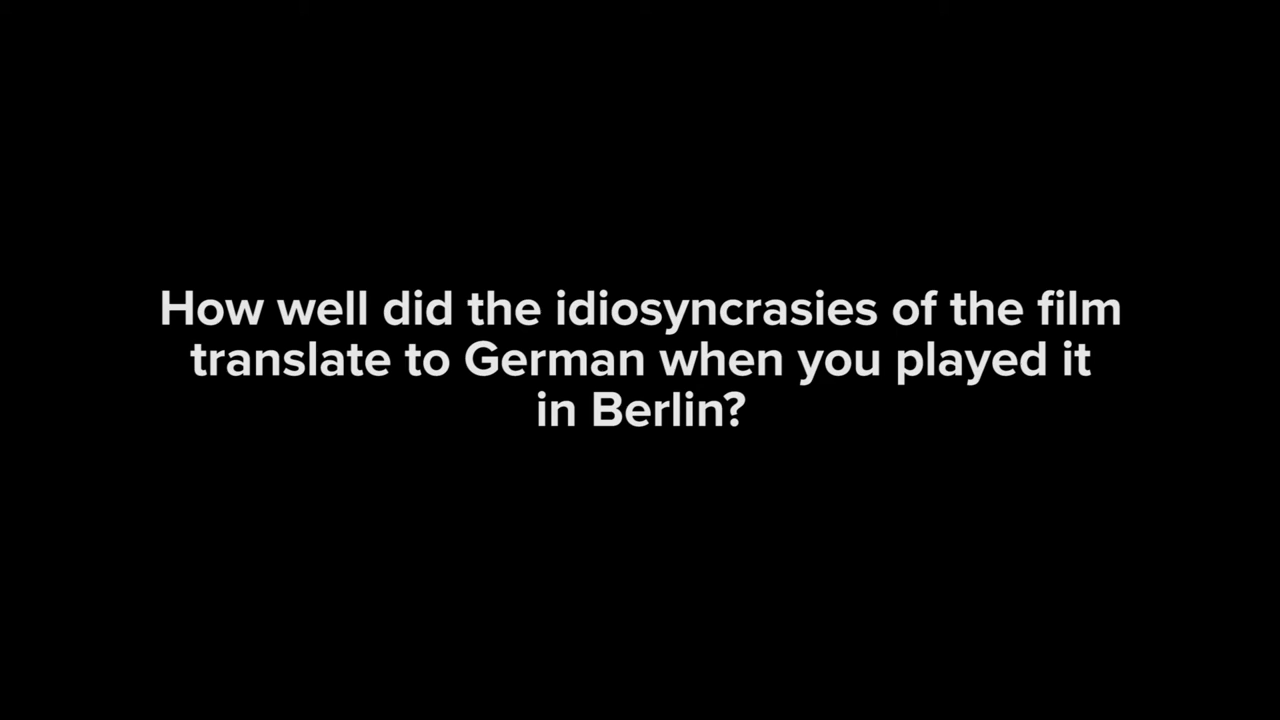 How well did the idiosyncrasies of the film
translate to German when you played it
in Berlin?